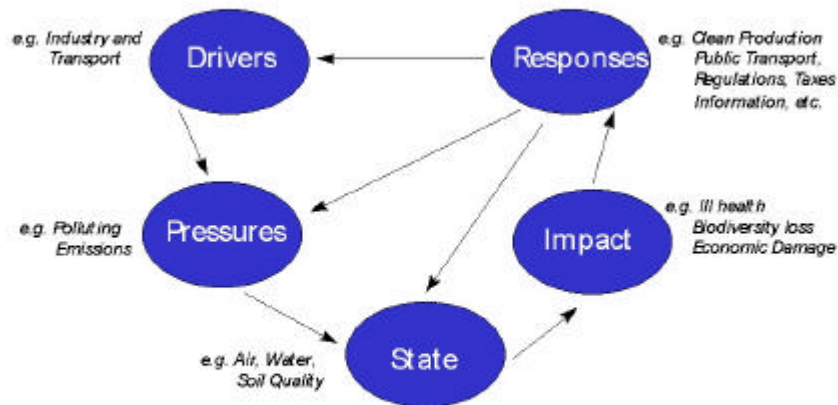 e.g. Industry and
Transport
Drivers
Responses
e.g. Clean Production
Public Transport,
Regulations, Taxes
Information, etc.
e.g. Polluting
Emissions
Pressures
Impact
e.g. Ill health
Biodiversity loss
Economic Damage
e.g. Air, Water,
Soil Quality
State